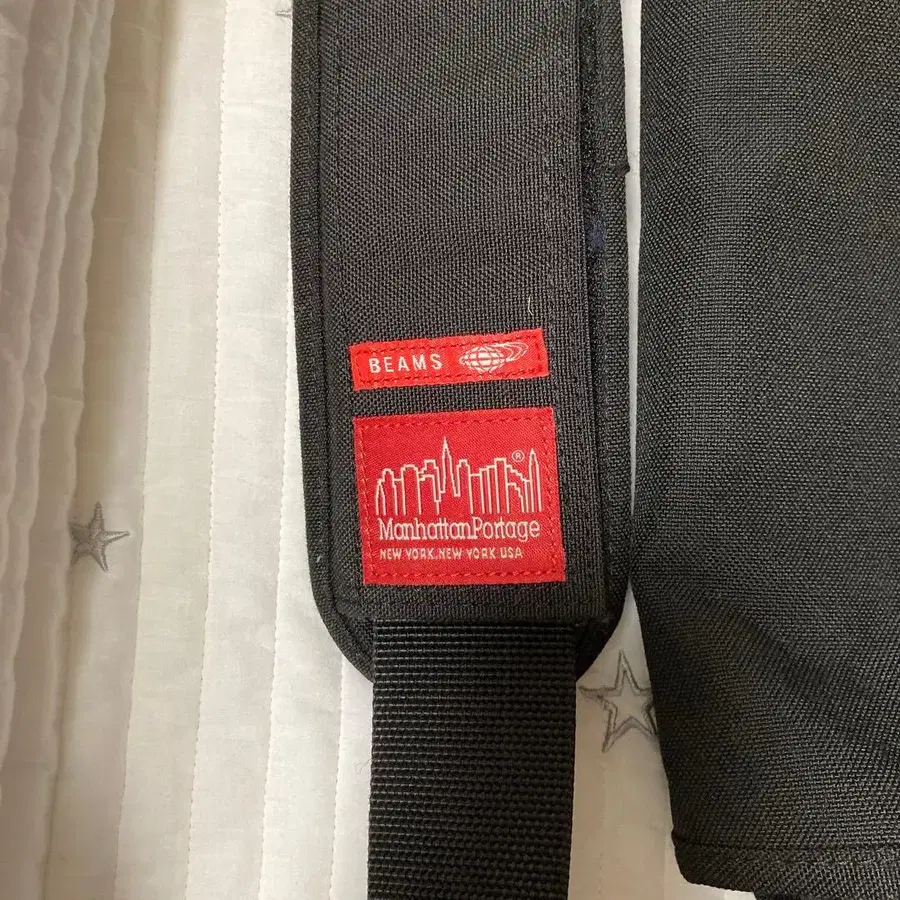 BEAMS
®
ManhattanPortage
NEW YORK.NEW YORK USA